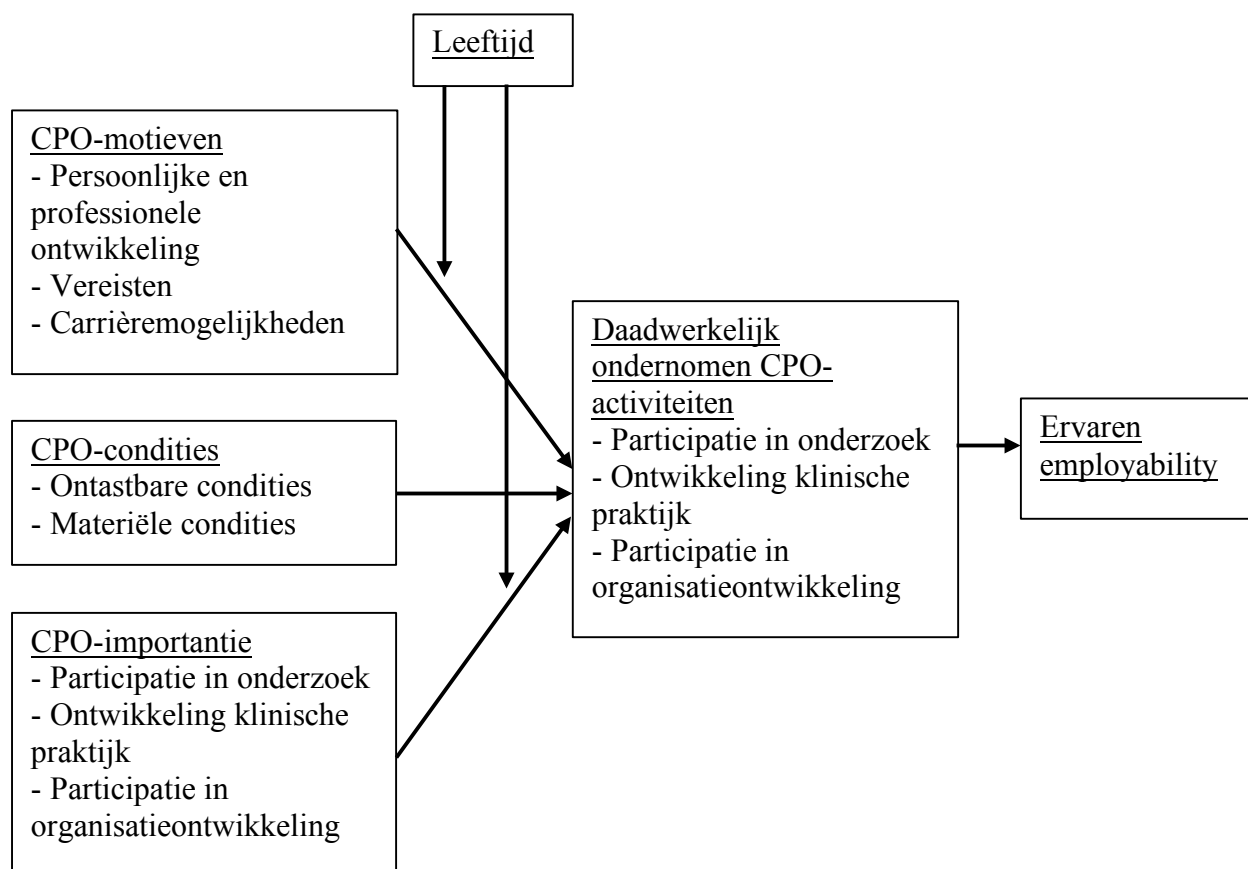 Leeftijd
CPO-motieven
- Persoonlijke en
professionele
ontwikkeling
- Vereisten
- Carrièremogelijkheden
CPO-condities
- Ontastbare condities
- Materiële condities
CPO-importantie
- Participatie in onderzoek
- Ontwikkeling klinische
praktijk
- Participatie in
organisatieontwikkeling
Daadwerkelijk
ondernomen CPO-
activiteiten
- Participatie in onderzoek
- Ontwikkeling klinische
praktijk
- Participatie in
organisatieontwikkeling
Ervaren
employability